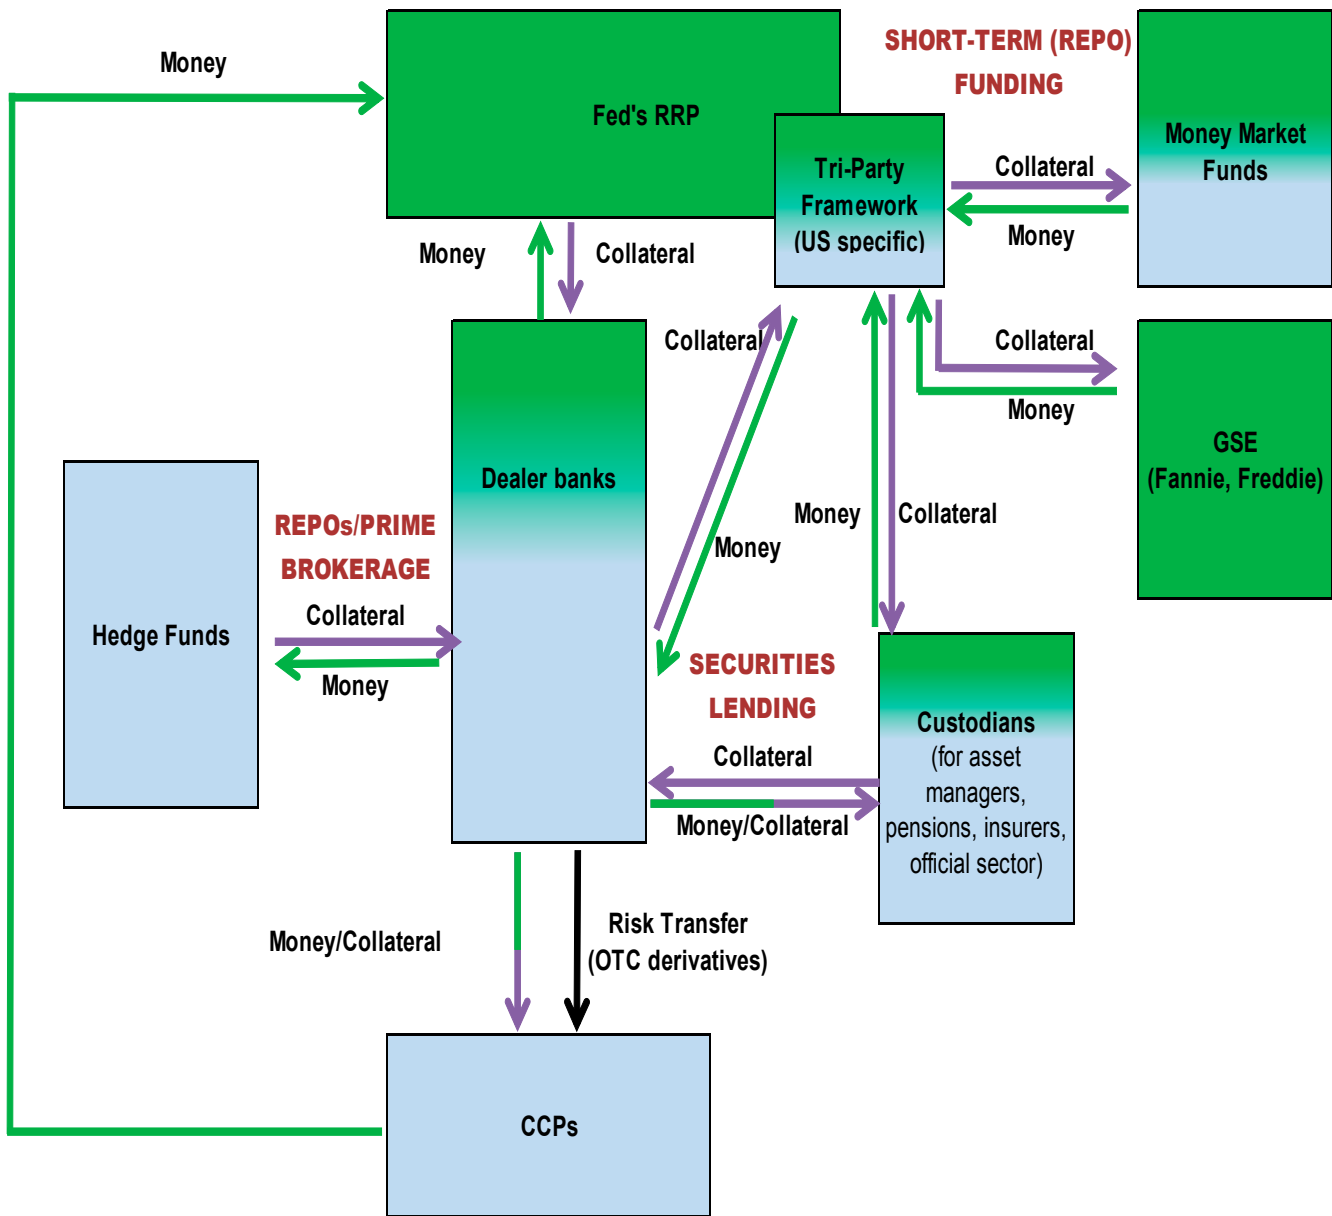 Money
SHORT-TERM (REPO)
FUNDING
Fed's RRP
Money Market
Funds
Tri-Party
Framework
(US specific)
Collateral
Money
Money
Collateral
Collateral
Collateral
Money
GSE
(Fannie, Freddie)
Dealer banks
Money
Collateral
REPOs/PRIME
BROKERAGE
Money
Collateral
Hedge Funds
Money
SECURITIES
LENDING
Custodians
(for asset
managers,
pensions, insurers,
official sector)
Collateral
Money/Collateral
Money/Collateral
Risk Transfer
(OTC derivatives)
CCPs